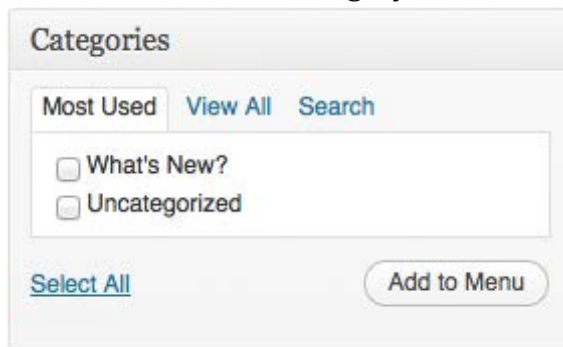 Categories
Most Used View All Search
What's New?
Uncategorized
Select All Add to Menu